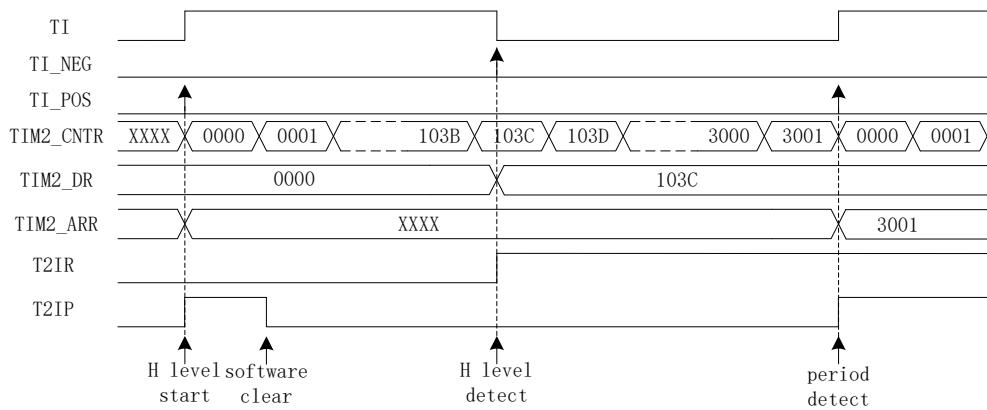 TI
TI_NEG
TI_POS
TIM2_CNTR XXXX 0000 0001 103B 103C 103D 3000 3001 0000 0001
TIM2_DR 0000 103C
TIM2_ARR XXXX 3001
T2IR
T2IP
H level start
software clear
H level detect
period detect